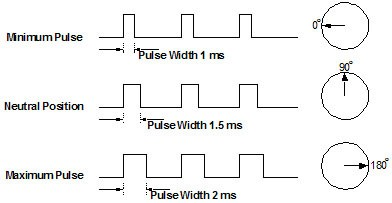 Minimum Pulse
0°
Pulse Width 1 ms
90°
Neutral Position
Pulse Width 1.5 ms
Maximum Pulse
180°
Pulse Width 2 ms